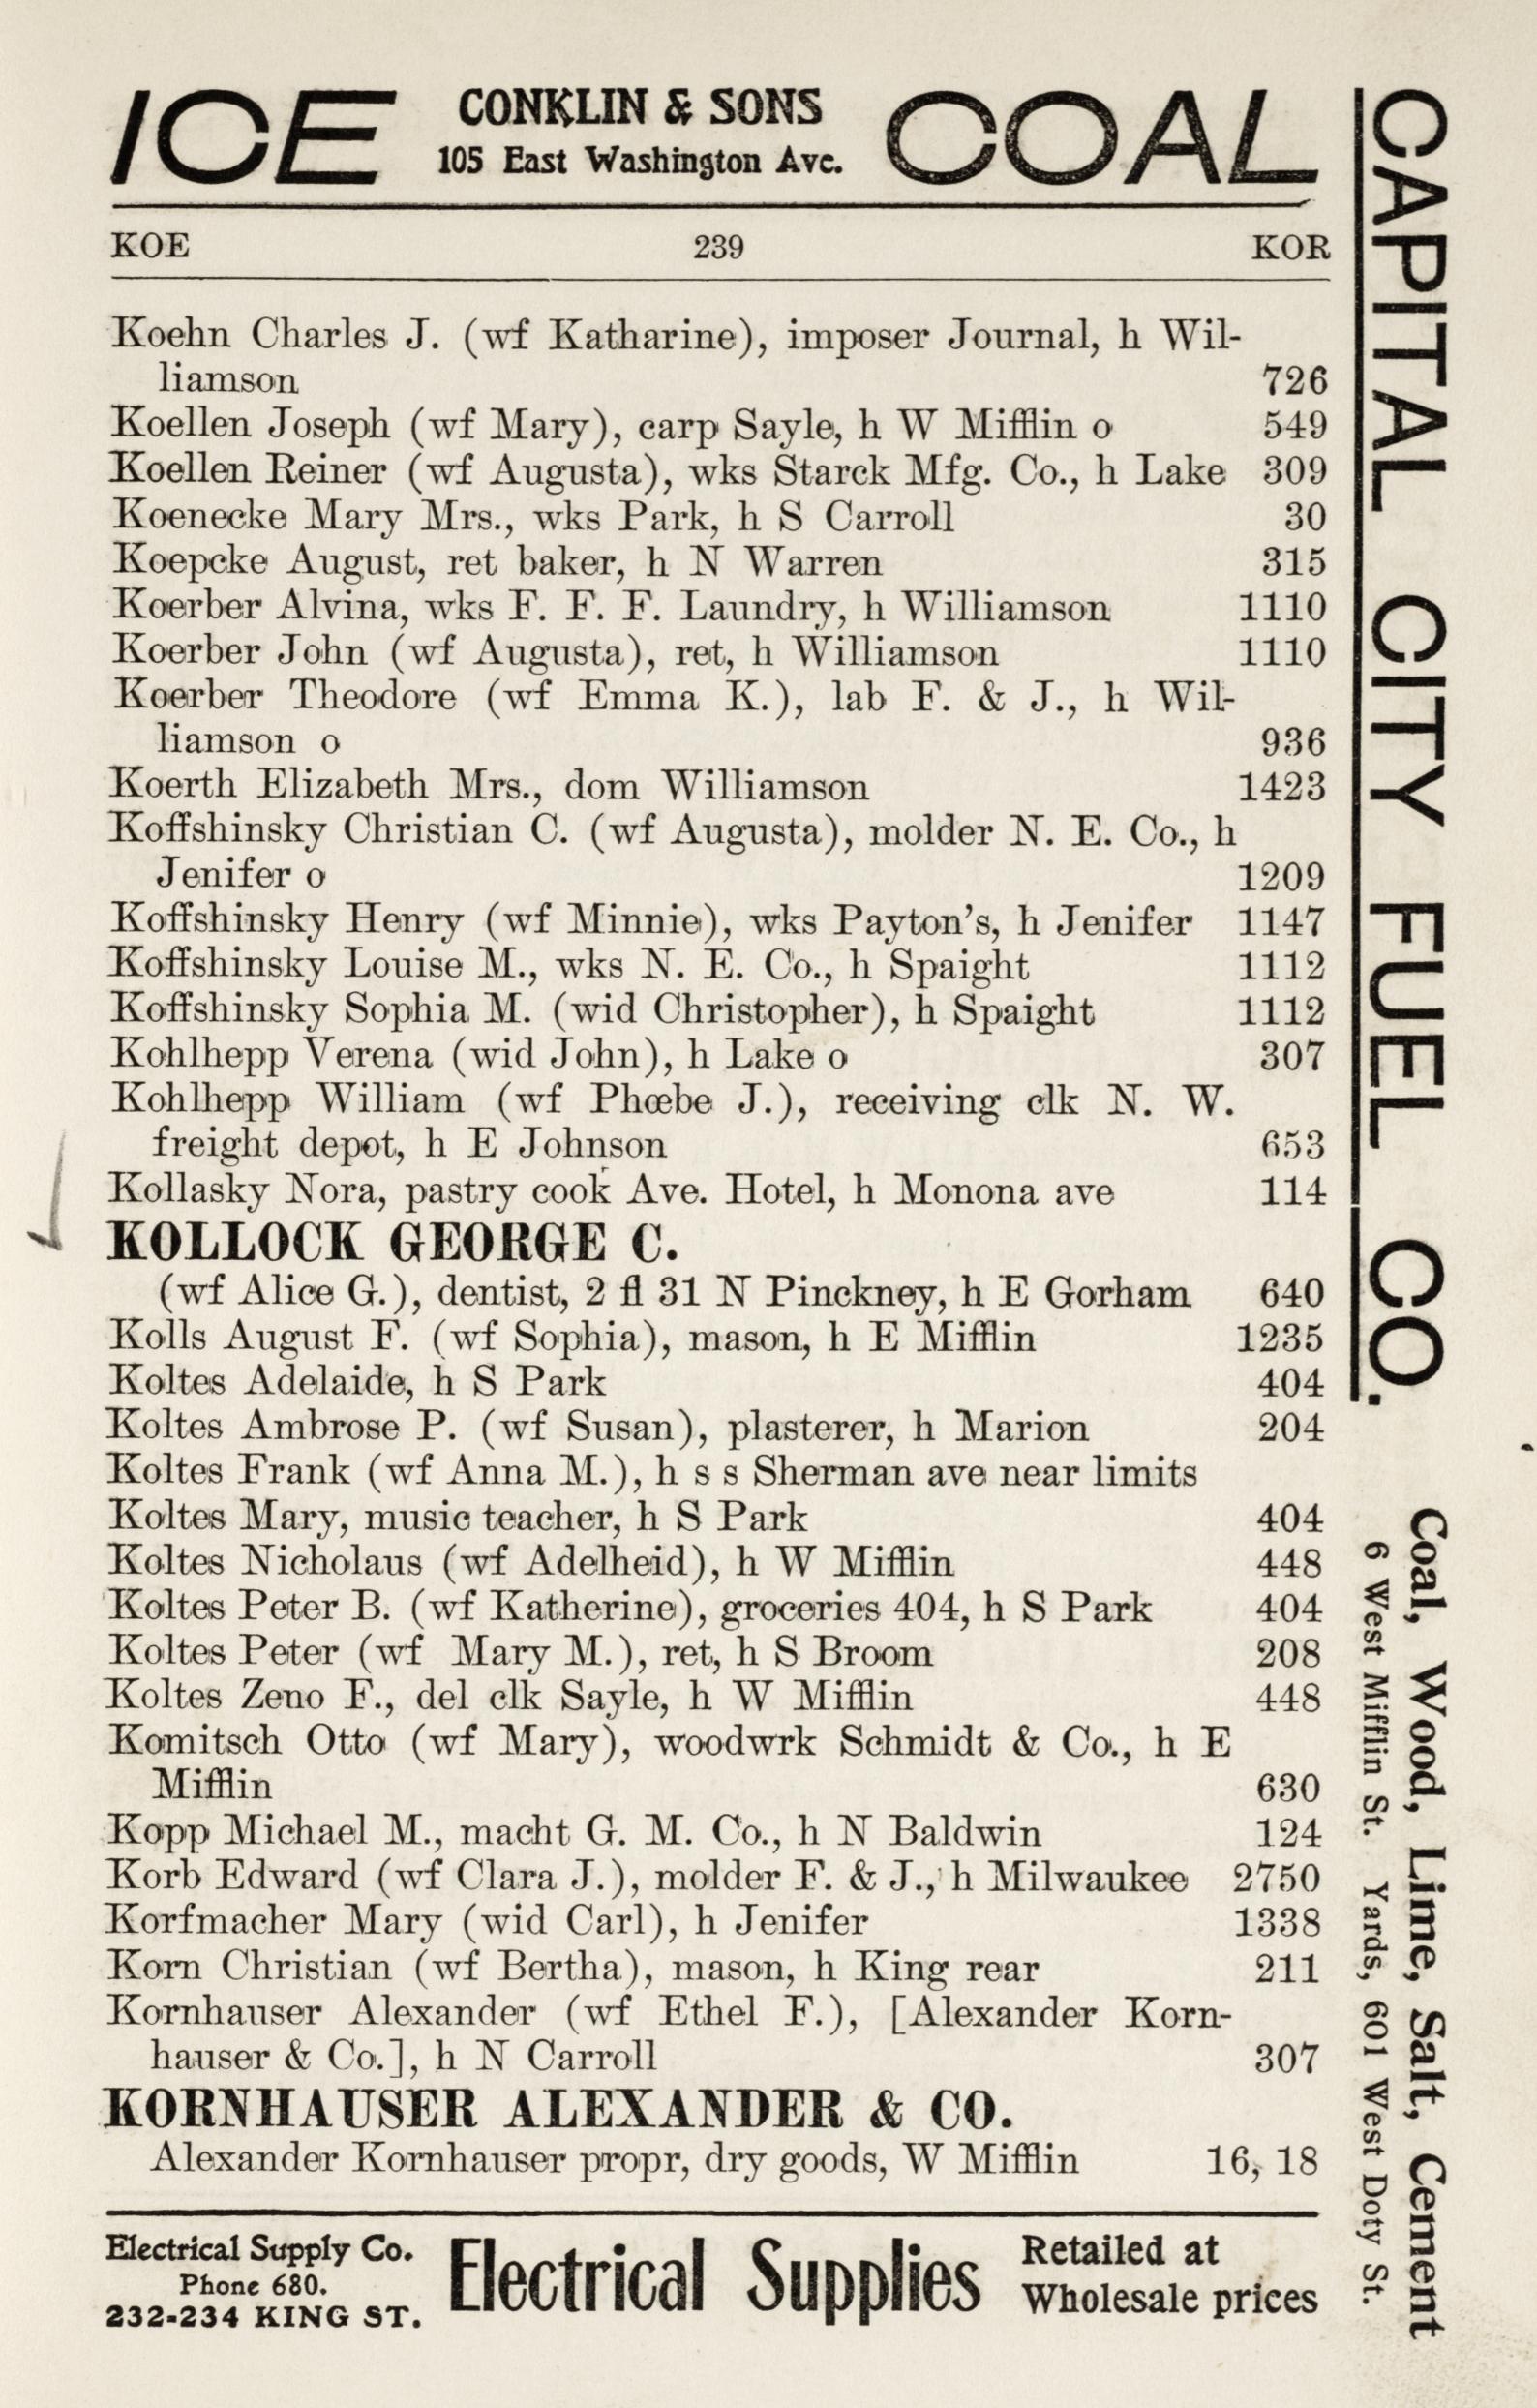 ICE CONKLIN & SONS COAL
105 East Washington Ave.
KOE 239 KOR
Koehn Charles J. (wf Katharine), imposer Journal, h Wil-
liamson 726
Koellen Joseph (wf Mary), carp Sayle, h W Mifflin o 549
Koellen Reiner (wf Augusta), wks Starck Mfg. Co., h Lake 309
Koenecke Mary Mrs., wks Park, h S Carroll 30
Koepcke August, ret baker, h N Warren 315
Koerber Alvina, wks F. F. F. Laundry, h Williamson 1110
Koerber John (wf Augusta), ret, h Williamson 1110
Koerber Theodore (wf Emma K.), lab F. & J., h Wil-
liamson o 936
Koerth Elizabeth Mrs., dom Williamson 1423
Koffshinsky Christian C. (wf Augusta), molder N. E. Co., h
Jenifer o 1209
Koffshinsky Henry (wf Minnie), wks Payton's, h Jenifer 1147
Koffshinsky Louise M., wks N. E. Co., h Spaight 1112
Koffshinsky Sophia M. (wid Christopher), h Spaight 1112
Kohlhepp Verena (wid John), h Lake o 307
Kohlhepp William (wf Phœbe J.), receiving clk N. W.
freight depot, h E Johnson 653
Kollasky Nora, pastry cook Ave. Hotel, h Monona ave 114
KOLLOCK GEORGE C.
(wf Alice G.), dentist, 2 fl 31 N Pinckney, h E Gorham 640
Kolls August F. (wf Sophia), mason, h E Mifflin 1235
Koltes Adelaide, h S Park 404
Koltes Ambrose P. (wf Susan), plasterer, h Marion 204
Koltes Frank (wf Anna M.), h s s Sherman ave near limits
Koltes Mary, music teacher, h S Park 404
Koltes Nicholaus (wf Adelheid), h W Mifflin 448
Koltes Peter B. (wf Katherine), groceries 404, h S Park 404
Koltes Peter (wf Mary M.), ret, h S Broom 208
Koltes Zeno F., del clk Sayle, h W Mifflin 448
Komitsch Otto (wf Mary), woodwrk Schmidt & Co., h E
Mifflin 630
Kopp Michael M., macht G. M. Co., h N Baldwin 124
Korb Edward (wf Clara J.), molder F. & J., h Milwaukee 2750
Korfmacher Mary (wid Carl), h Jenifer 1338
Korn Christian (wf Bertha), mason, h King rear 211
Kornhauser Alexander (wf Ethel F.), [Alexander Korn-
hauser & Co.], h N Carroll 307
KORNHAUSER ALEXANDER & CO.
Alexander Kornhauser propr, dry goods, W Mifflin 16, 18
Electrical Supply Co.
Phone 680.
232-234 KING ST.
Electrical Supplies
Retailed at
Wholesale prices
CAPITAL CITY FUEL CO.
Coal, Wood, Lime, Salt, Cement
6 West Mifflin St. Yards, 601 West Doty St.